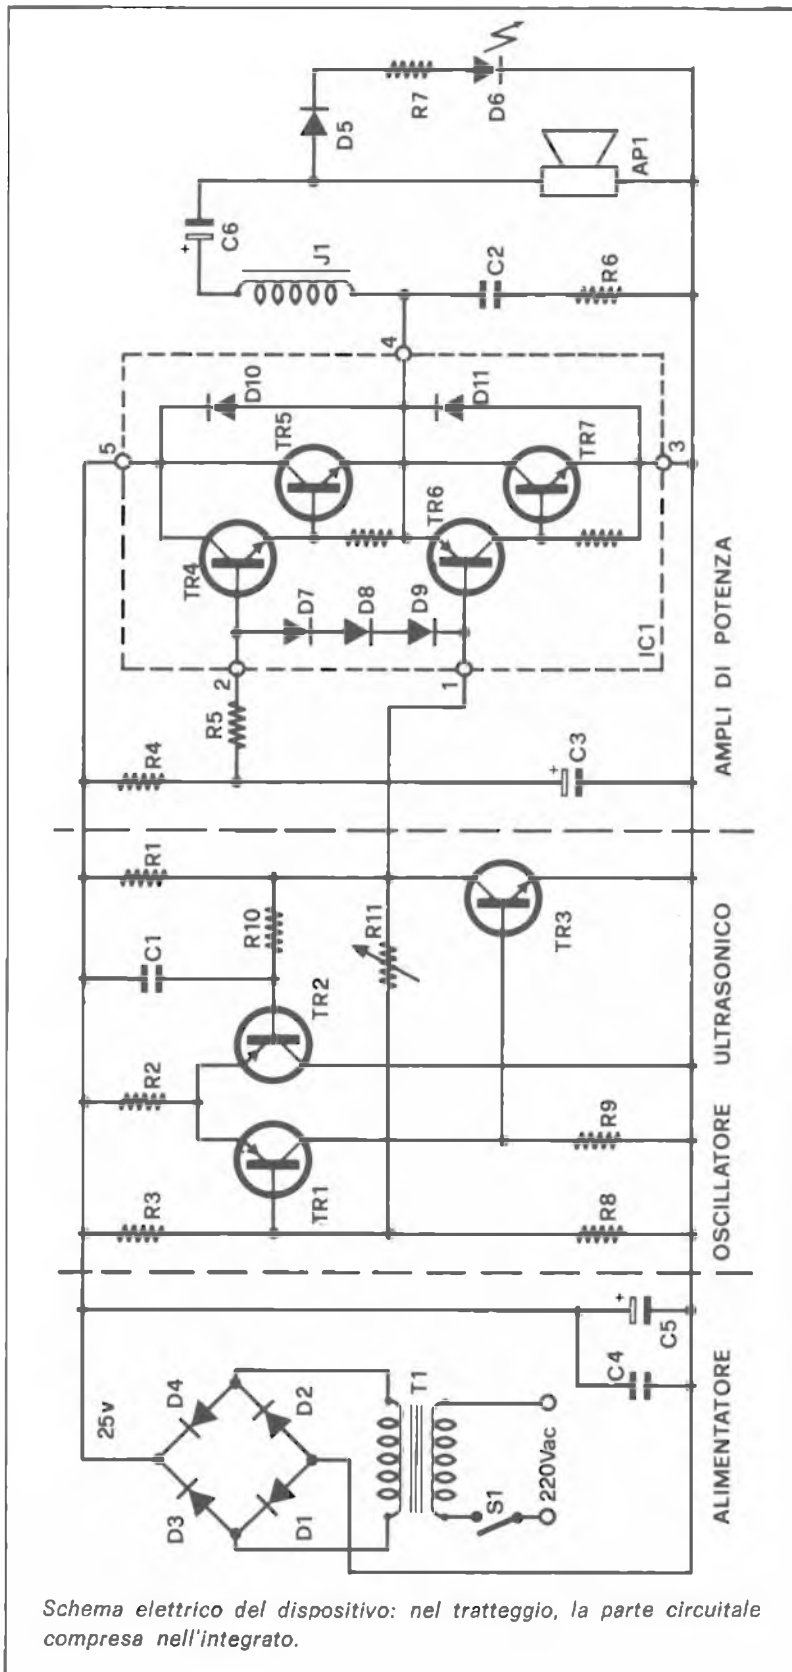 D5
R7
D6
AP1
+
C6
J1
C2
R6
4
5
D10
D11
TR5
TR7
3
TR4
TR6
D7
D8
D9
IC1
2
1
R5
R4
+
C3
AMPLI DI POTENZA
R1
R10
R11
TR3
C1
TR2
R2
R3
TR1
R9
R8
OSCILLATORE ULTRASONICO
+
C5
C4
25v
D4
D2
D3
D1
T1
S1
220Vac
ALIMENTATORE
Schema elettrico del dispositivo: nel tratteggio, la parte circuitale
compresa nell'integrato.